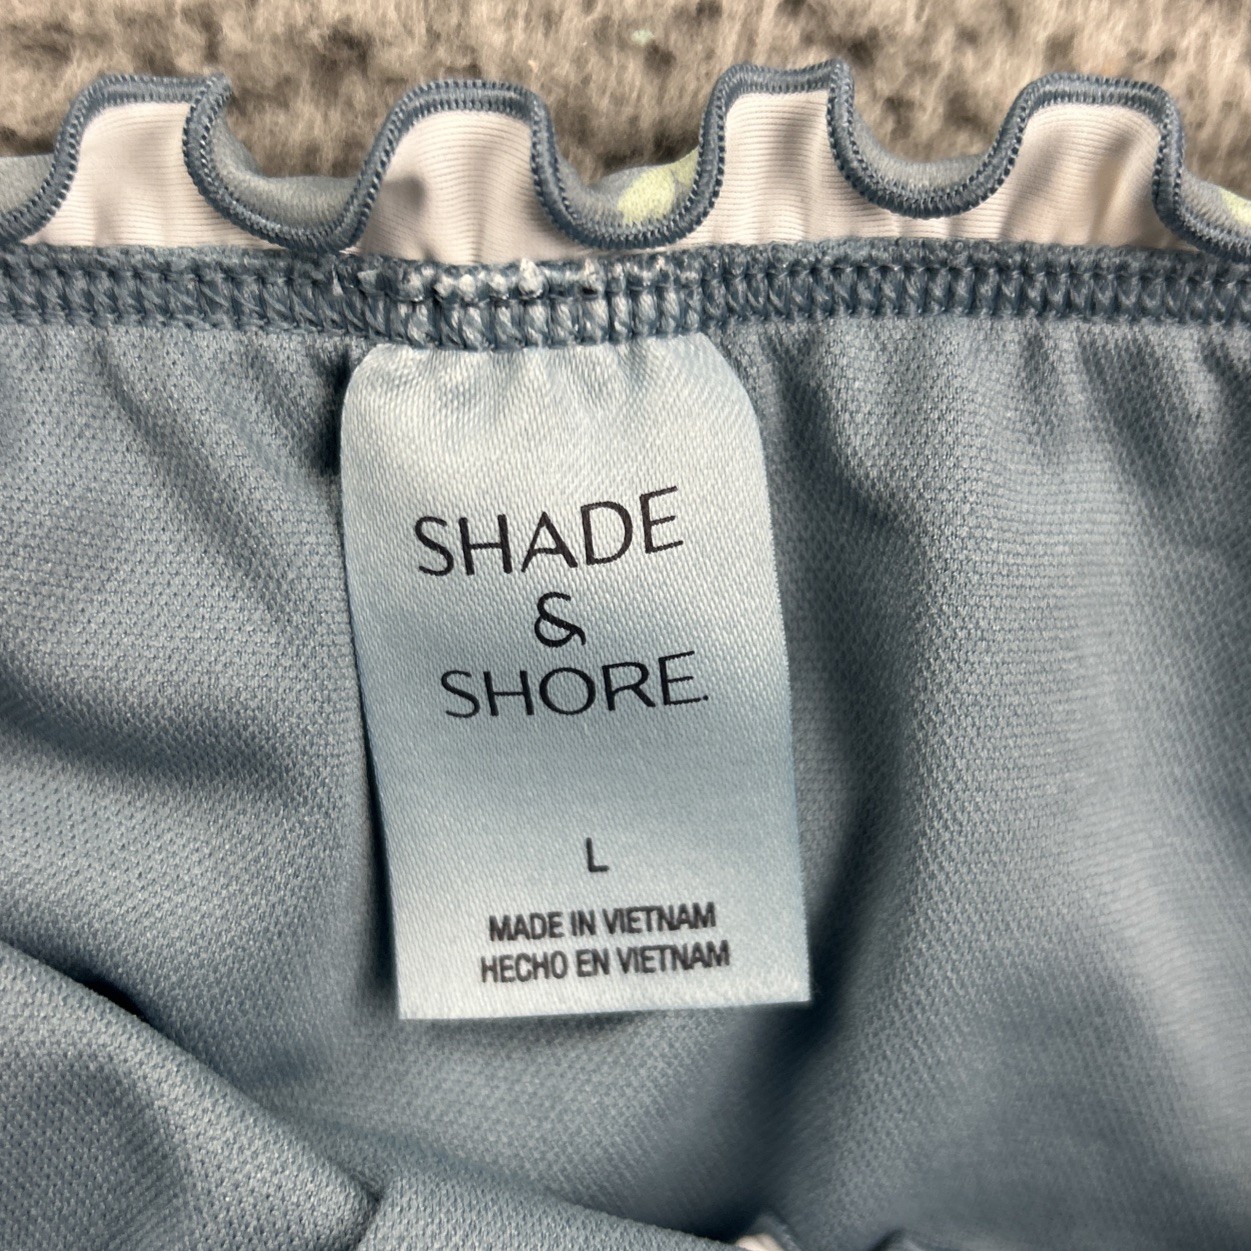 SHADE
&
SHORE.
L
MADE IN VIETNAM
HECHO EN VIETNAM